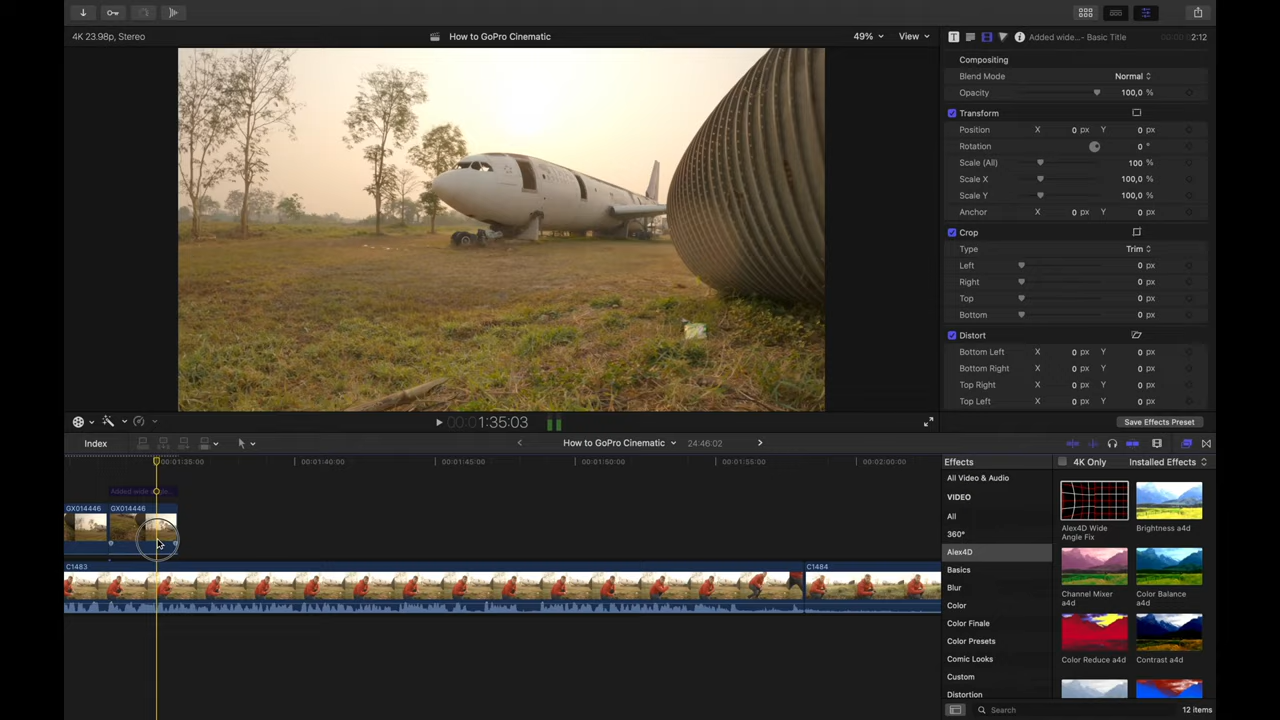 4K 23.98p, Stereo
How to GoPro Cinematic
49%
View
Added wide...- Basic Title
2:12
Compositing
Blend Mode Normal
Opacity 100,0 %
Transform
Position X 0 px Y 0 px
Rotation 0 °
Scale (All) 100 %
Scale X 100,0 %
Scale Y 100,0 %
Anchor X 0 px Y 0 px
Crop
Type Trim
Left 0 px
Right 0 px
Top 0 px
Bottom 0 px
Distort
Bottom Left X 0 px Y 0 px
Bottom Right X 0 px Y 0 px
Top Right X 0 px Y 0 px
Top Left X 0 px Y 0 px
Save Effects Preset
00:00:1:35:03
Index
How to GoPro Cinematic
24:46:02
00:01:35:00
00:01:40:00
00:01:45:00
00:01:50:00
00:01:55:00
00:02:00:00
Added wide
GX014446
GX014446
C1483
C1484
Effects
4K Only
Installed Effects
All Video & Audio
VIDEO
All
360°
Alex4D
Basics
Blur
Color
Color Finale
Color Presets
Comic Looks
Custom
Distortion
Alex4D Wide
Angle Fix
Brightness a4d
Channel Mixer
a4d
Color Balance
a4d
Color Reduce a4d
Contrast a4d
Search
12 items